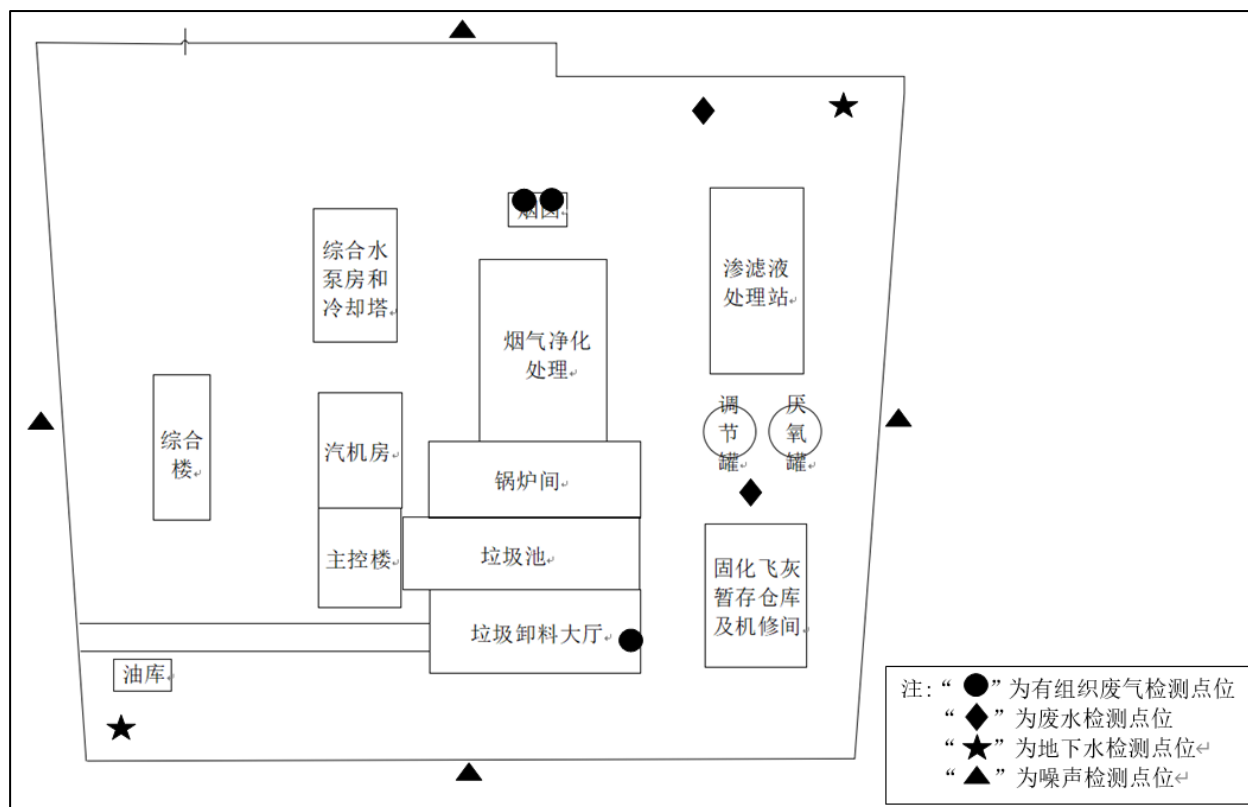 烟囱
综合水
泵房和
冷却塔
渗滤液
处理站
烟气净化
处理
调
节
罐
厌
氧
罐
综合
楼
汽机房
锅炉间
主控楼
垃圾池
固化飞灰
暂存仓库
及机修间
垃圾卸料大厅
油库
注：“●”为有组织废气检测点位
“◆”为废水检测点位
“★”为地下水检测点位
“▲”为噪声检测点位